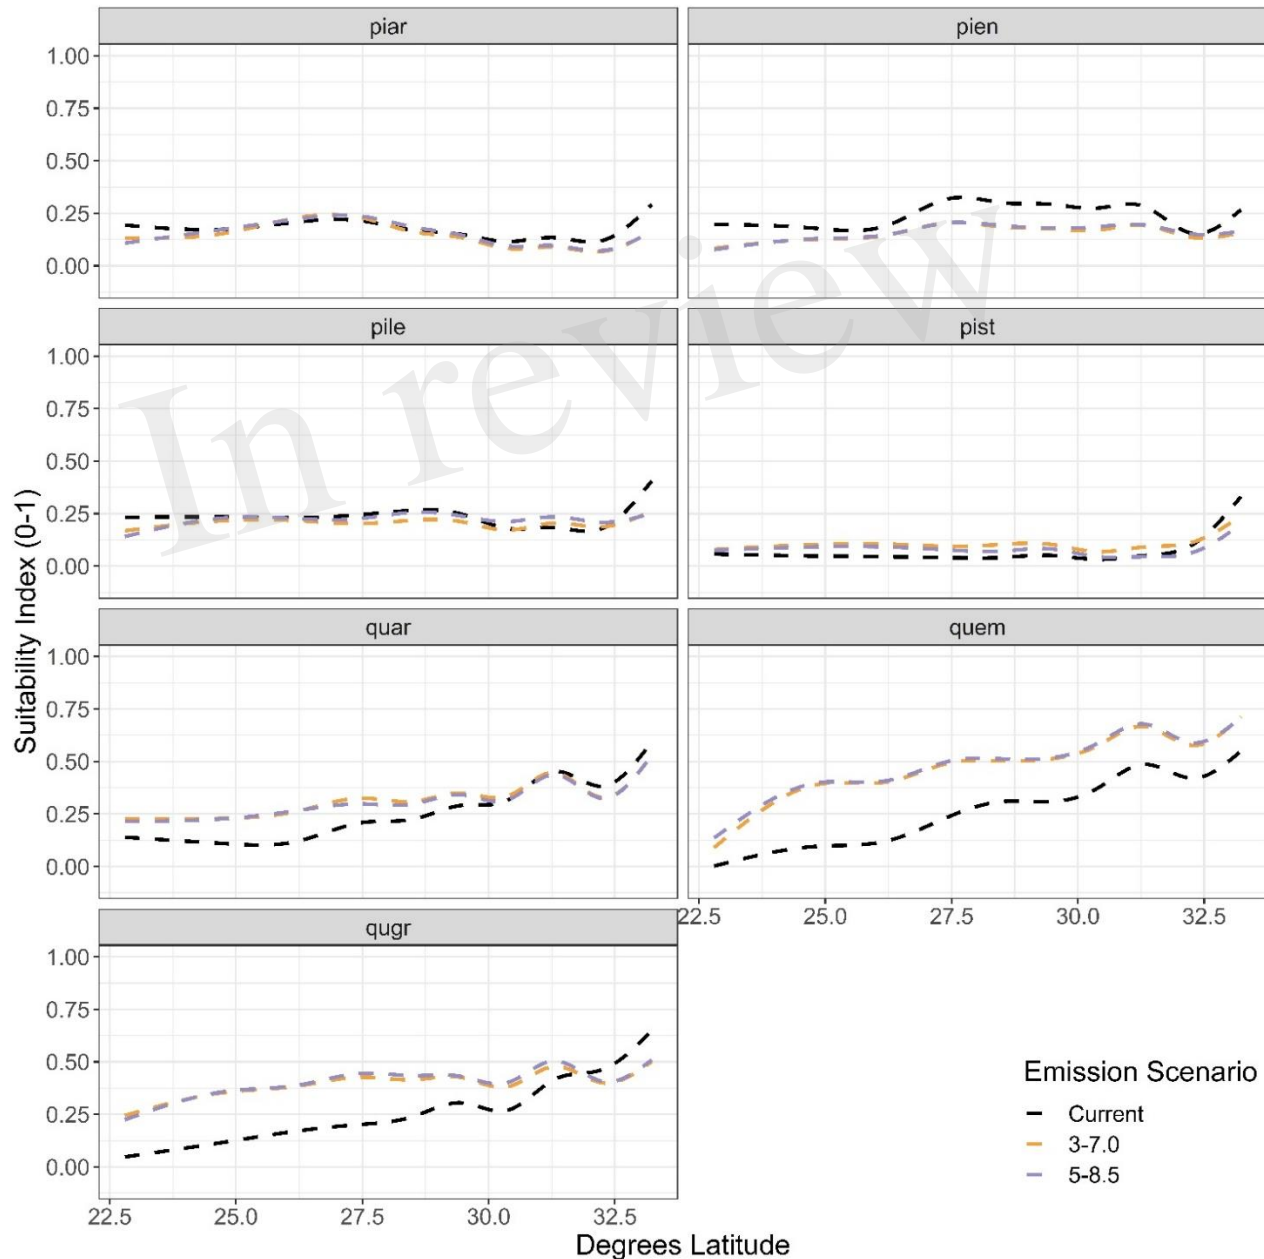 piar
pien
1.00
0.75
0.50
0.25
0.00
pile
pist
1.00
0.75
0.50
0.25
0.00
In review
Suitability Index (0-1)
quar
quem
1.00
0.75
0.50
0.25
0.00
22.5 25.0 27.5 30.0 32.5
qugr
1.00
0.75
0.50
0.25
0.00
22.5 25.0 27.5 30.0 32.5
Degrees Latitude
Emission Scenario
Current
3-7.0
5-8.5